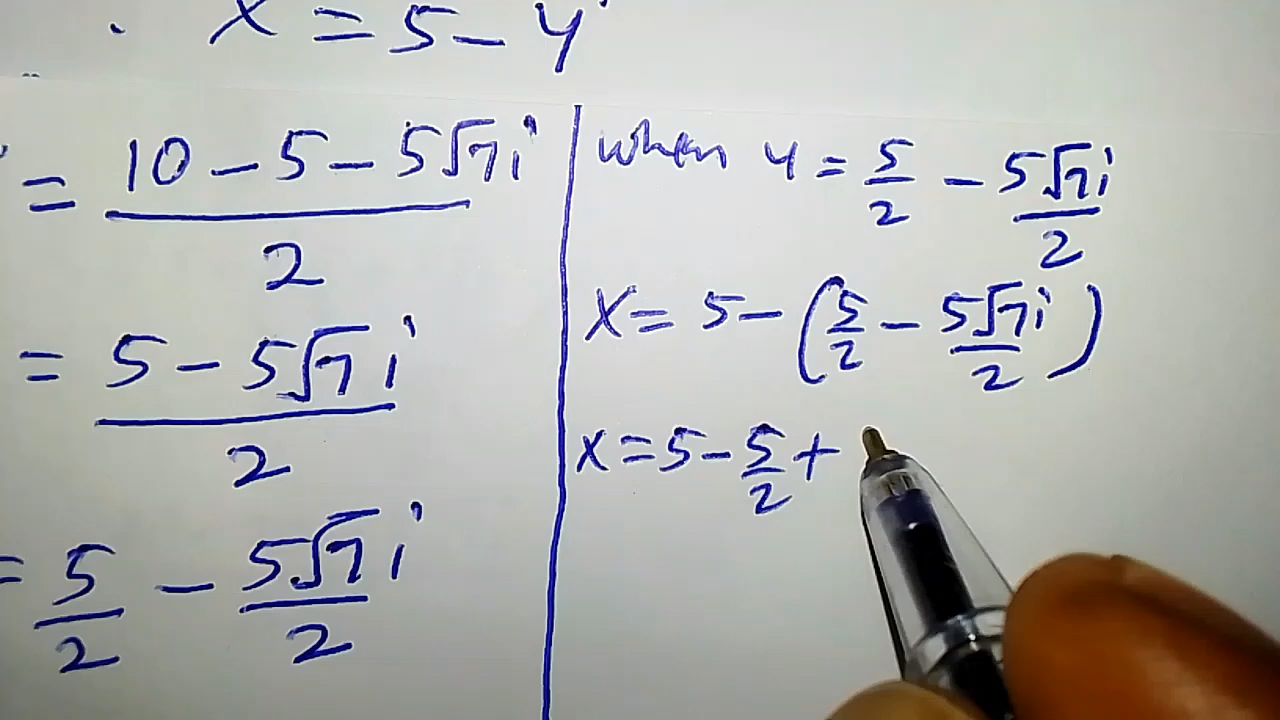 . x = 5 - y
= 10 - 5 - 5√7i / 2
= 5 - 5√7i / 2
= 5/2 - 5√7i / 2
when y = 5/2 - 5√7i / 2
x = 5 - (5/2 - 5√7i / 2)
x = 5 - 5/2 +